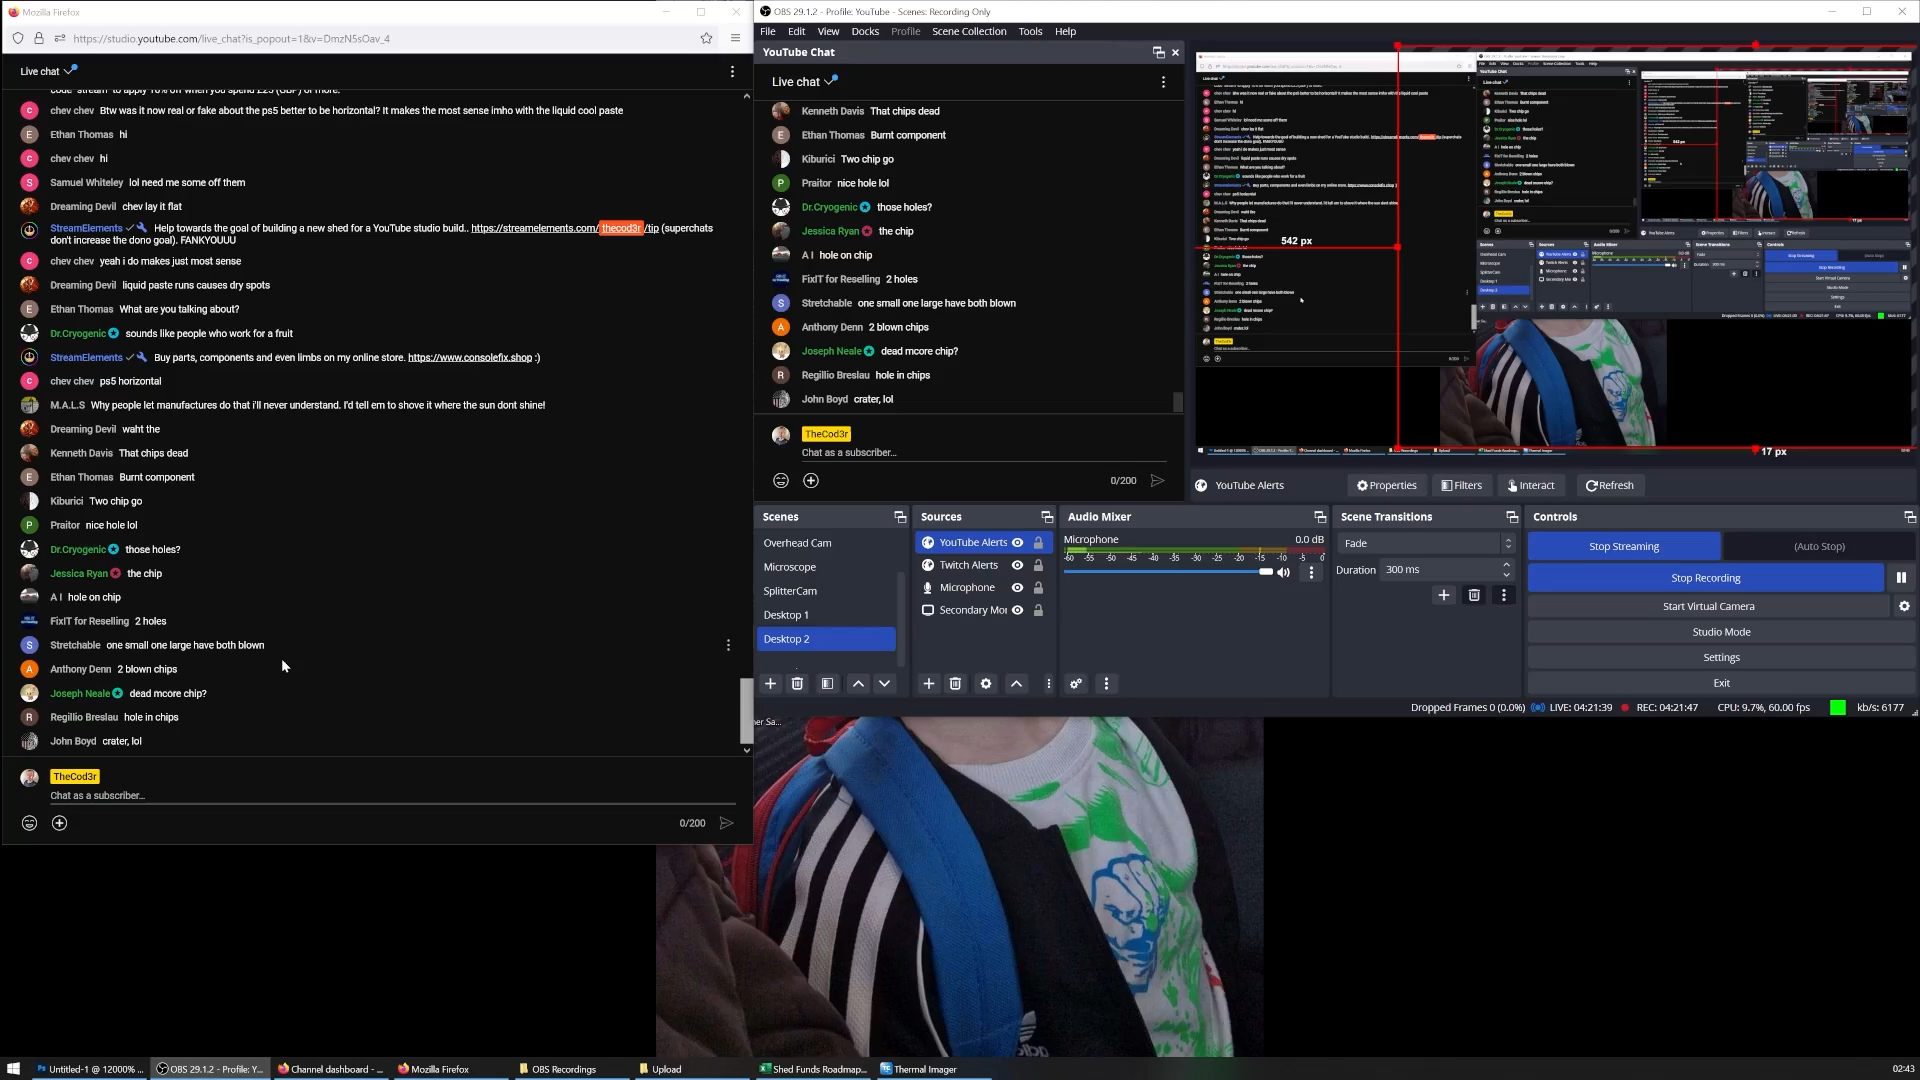 Mozilla Firefox
https://studio.youtube.com/live_chat?is_popout=1&v=DmzN5sOav_4
Live chat
chev chev Btw was it now real or fake about the ps5 better to be horizontal? It makes the most sense imho with the liquid cool paste
Ethan Thomas hi
chev chev hi
Samuel Whiteley lol need me some off them
Dreaming Devil chev lay it flat
StreamElements Help towards the goal of building a new shed for a YouTube studio build.. https://streamelements.com/thecod3r/tip (superchats
don't increase the dono goal). FANKYOUUU
chev chev yeah i do makes just most sense
Dreaming Devil liquid paste runs causes dry spots
Ethan Thomas What are you talking about?
Dr.Cryogenic sounds like people who work for a fruit
StreamElements Buy parts, components and even limbs on my online store. https://www.consolefix.shop :)
chev chev ps5 horizontal
M.A.L.S Why people let manufactures do that i'll never understand. I'd tell em to shove it where the sun dont shine!
Dreaming Devil waht the
Kenneth Davis That chips dead
Ethan Thomas Burnt component
Kiburici Two chip go
Praitor nice hole lol
Dr.Cryogenic those holes?
Jessica Ryan the chip
A I hole on chip
FixIT for Reselling 2 holes
Stretchable one small one large have both blown
Anthony Denn 2 blown chips
Joseph Neale dead mcore chip?
Regillio Breslau hole in chips
John Boyd crater, lol
TheCod3r
Chat as a subscriber...
0/200
OBS 29.1.2 - Profile: YouTube - Scenes: Recording Only
File Edit View Docks Profile Scene Collection Tools Help
YouTube Chat
Live chat
Kenneth Davis That chips dead
Ethan Thomas Burnt component
Kiburici Two chip go
P Praitor nice hole lol
Dr.Cryogenic those holes?
Jessica Ryan the chip
A I hole on chip
FixIT for Reselling 2 holes
S Stretchable one small one large have both blown
A Anthony Denn 2 blown chips
Joseph Neale dead mcore chip?
R Regillio Breslau hole in chips
John Boyd crater, lol
TheCod3r
Chat as a subscriber...
0/200
542 px
17 px
YouTube Alerts Properties Filters Interact Refresh
Scenes
Overhead Cam
Microscope
SplitterCam
Desktop 1
Desktop 2
Sources
YouTube Alerts
Twitch Alerts
Microphone
Secondary Mor
Audio Mixer
Microphone 0.0 dB
-60 -55 -50 -45 -40 -35 -30 -25 -20 -15 -10 -5 0
Scene Transitions
Fade
Duration 300 ms
Controls
Stop Streaming (Auto Stop)
Stop Recording
Start Virtual Camera
Studio Mode
Settings
Exit
Dropped Frames 0 (0.0%) LIVE: 04:21:39 REC: 04:21:47 CPU: 9.7%, 60.00 fps kb/s: 6177
er Sa...
adidas
Untitled-1 @ 12000% ... OBS 29.1.2 - Profile: Y... Channel dashboard - ... Mozilla Firefox OBS Recordings Upload Shed Funds Roadmap... Thermal Imager 02:43